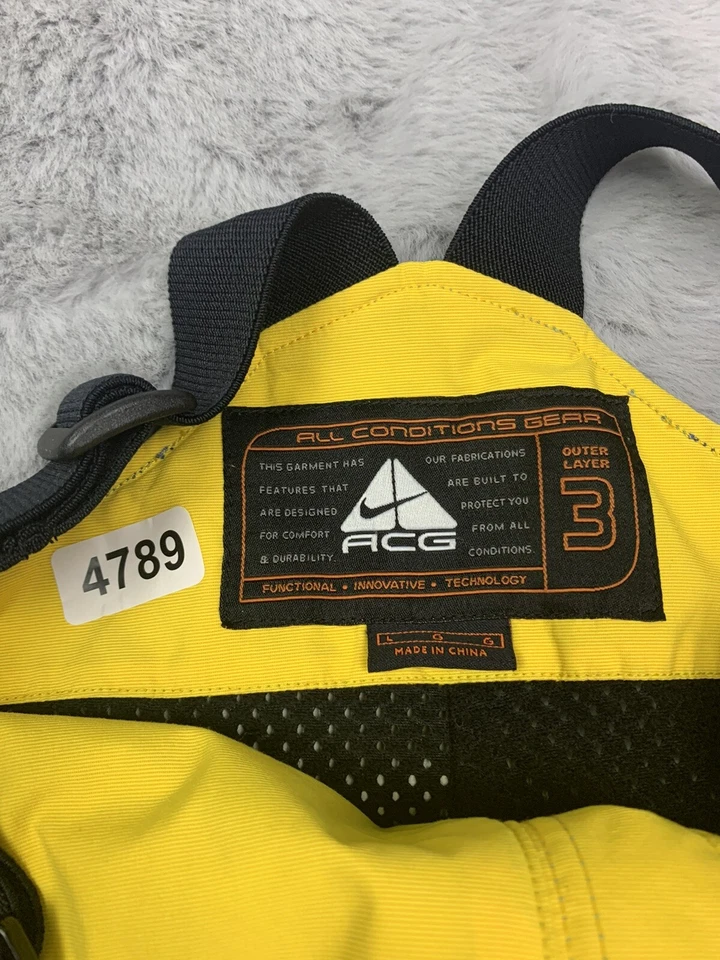 ALL CONDITIONS GEAR
THIS GARMENT HAS
FEATURES THAT
ARE DESIGNED
FOR COMFORT
& DURABILITY.
ACG
OUR FABRICATIONS
ARE BUILT TO
PROTECT YOU
FROM ALL
CONDITIONS.
OUTER
LAYER
3
FUNCTIONAL • INNOVATIVE • TECHNOLOGY
L G G
MADE IN CHINA
4789